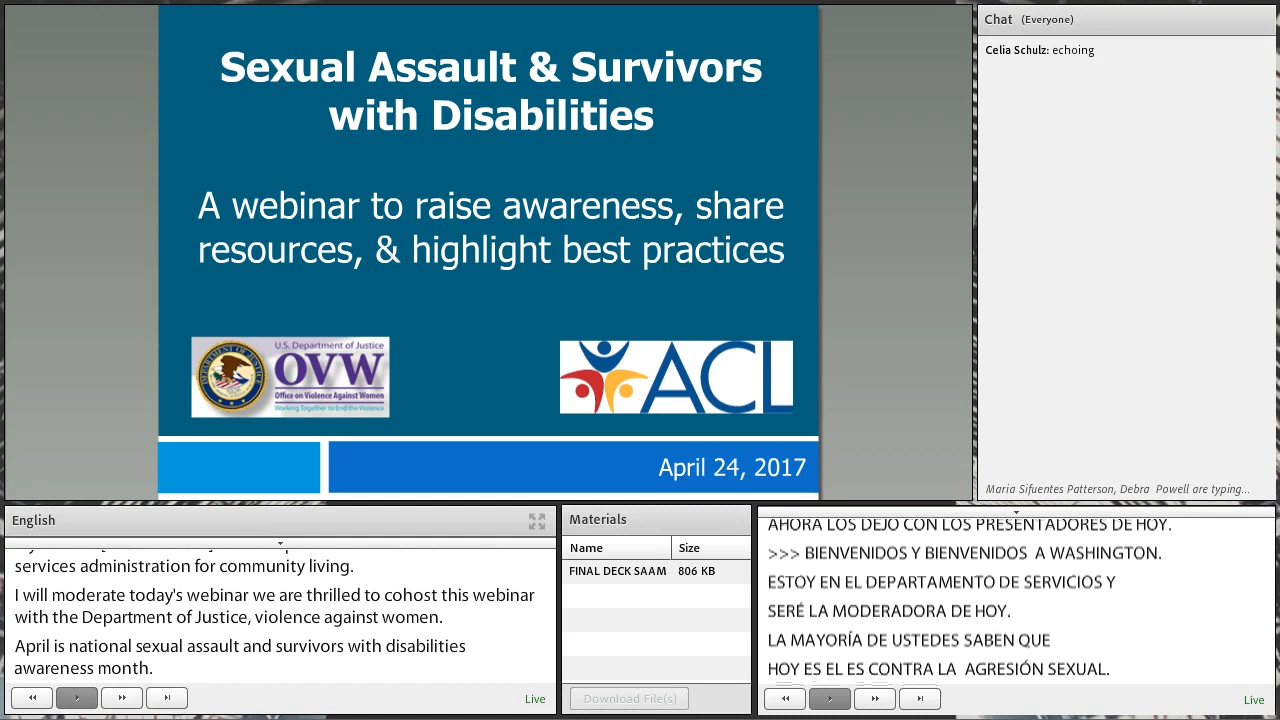 Sexual Assault & Survivors
with Disabilities
A webinar to raise awareness, share
resources, & highlight best practices
U.S. Department of Justice
OVW
Office on Violence Against Women
Working Together to End the Violence
ACL
April 24, 2017
Chat (Everyone)
Celia Schulz: echoing
Maria Sifuentes Patterson, Debra Powell are typing...
English
services administration for community living.
I will moderate today's webinar we are thrilled to cohost this webinar
with the Department of Justice, violence against women.
April is national sexual assault and survivors with disabilities
awareness month.
Live
Materials
Name Size
FINAL DECK SAAM 806 KB
Download File(s)
AHORA LOS DEJO CON LOS PRESENTADORES DE HOY.
>>> BIENVENIDOS Y BIENVENIDOS A WASHINGTON.
ESTOY EN EL DEPARTAMENTO DE SERVICIOS Y
SERÉ LA MODERADORA DE HOY.
LA MAYORÍA DE USTEDES SABEN QUE
HOY ES EL ES CONTRA LA AGRESIÓN SEXUAL.
Live